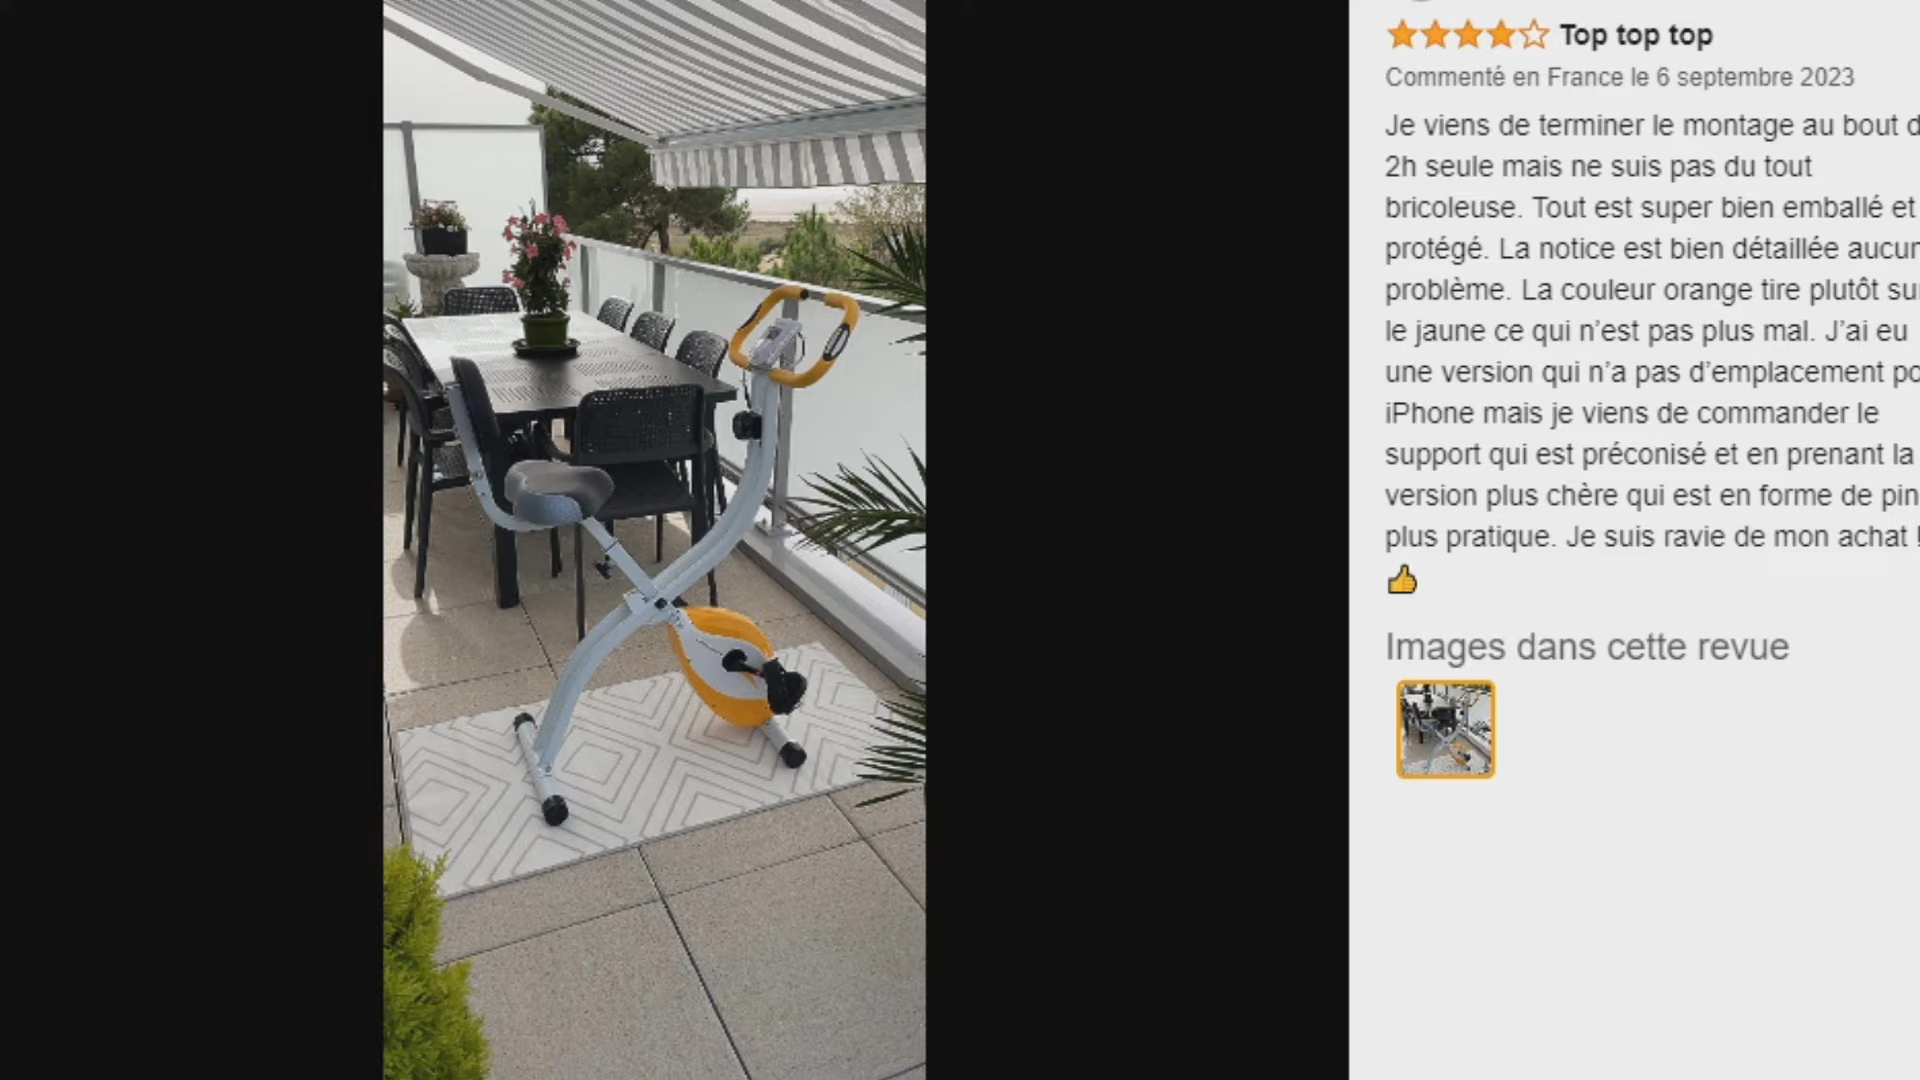 Top top top
Commenté en France le 6 septembre 2023
Je viens de terminer le montage au bout d
2h seule mais ne suis pas du tout
bricoleuse. Tout est super bien emballé et
protégé. La notice est bien détaillée aucun
problème. La couleur orange tire plutôt sur
le jaune ce qui n’est pas plus mal. J’ai eu
une version qui n’a pas d’emplacement po
iPhone mais je viens de commander le
support qui est préconisé et en prenant la
version plus chère qui est en forme de pin
plus pratique. Je suis ravie de mon achat !
👍
Images dans cette revue